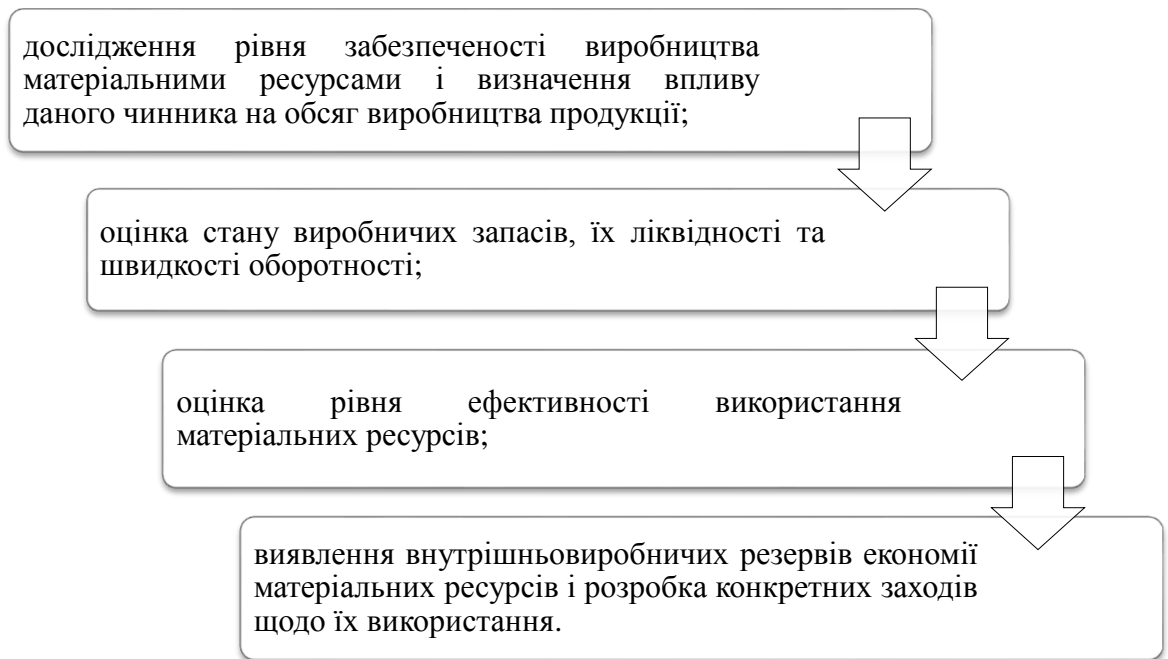 дослідження рівня забезпеченості виробництва
матеріальними ресурсами і визначення впливу
даного чинника на обсяг виробництва продукції;
оцінка стану виробничих запасів, їх ліквідності та
швидкості оборотності;
оцінка рівня ефективності використання
матеріальних ресурсів;
виявлення внутрішньовиробничих резервів економії
матеріальних ресурсів і розробка конкретних заходів
щодо їх використання.